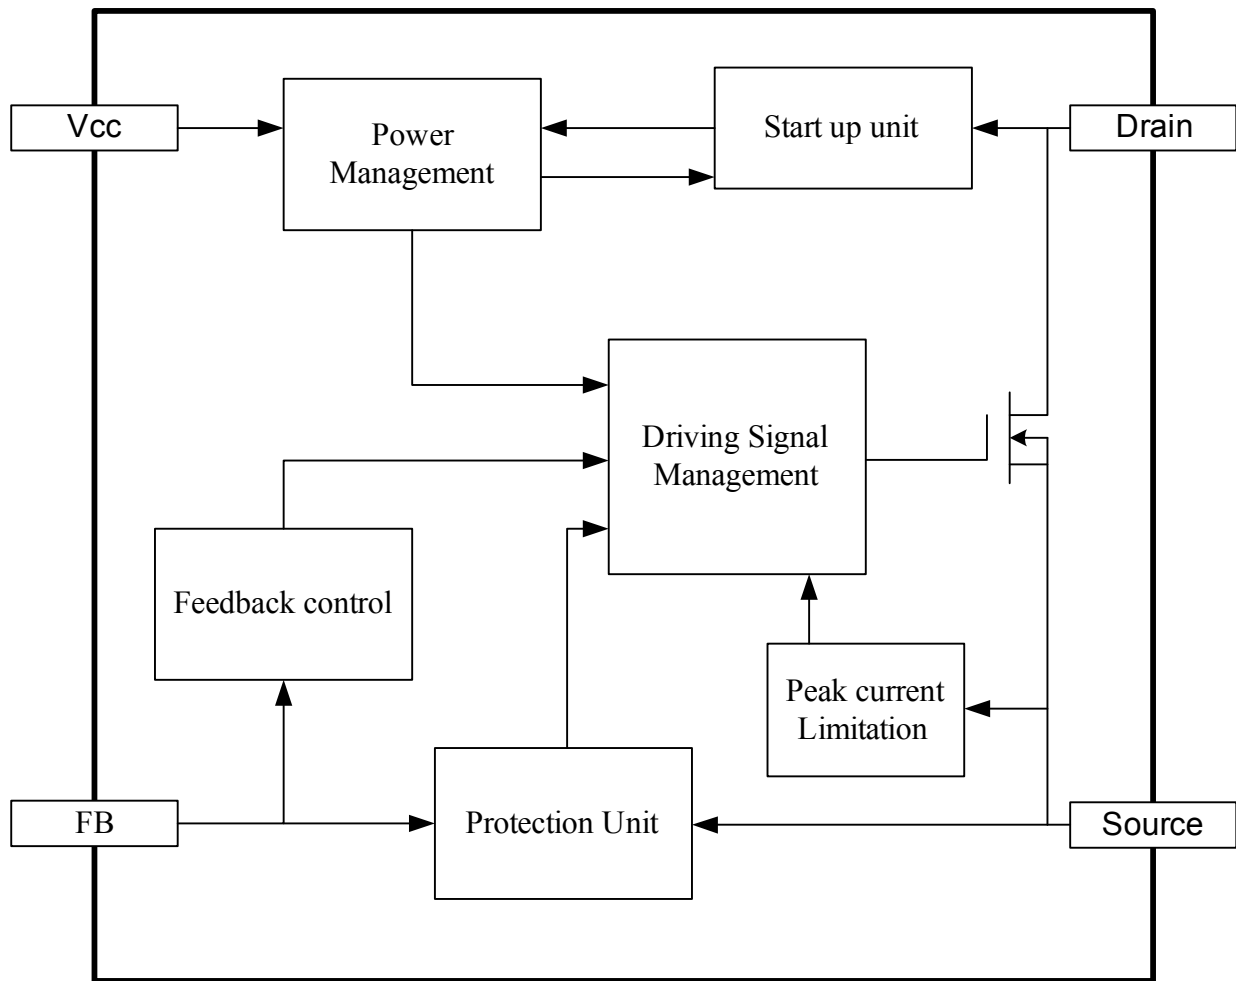 Vcc
Power
Management
Start up unit
Drain
Driving Signal
Management
Feedback control
Peak current
Limitation
FB
Protection Unit
Source